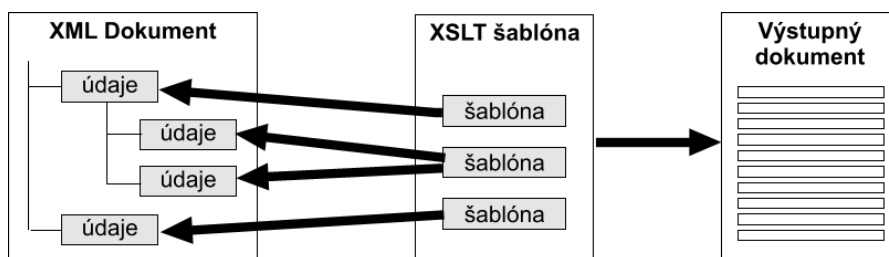 XML Dokument
údaje
údaje
údaje
údaje
XSLT šablóna
šablóna
šablóna
šablóna
Výstupný
dokument